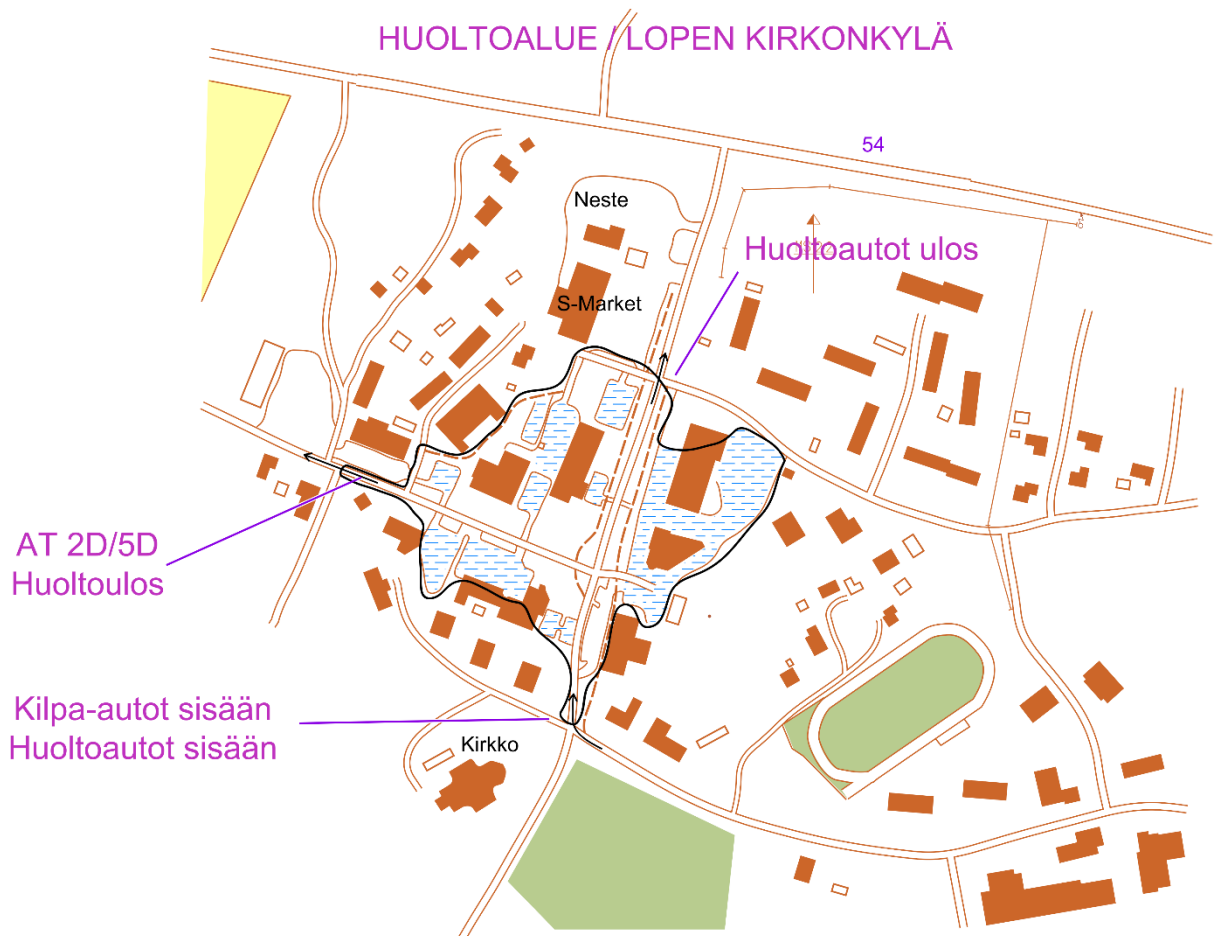 HUOLTOALUE / LOPEN KIRKONKYLÄ
54
Neste
Huoltoautot ulos
S-Market
AT 2D/5D
Huoltoulos
Kilpa-autot sisään
Huoltoautot sisään
Kirkko